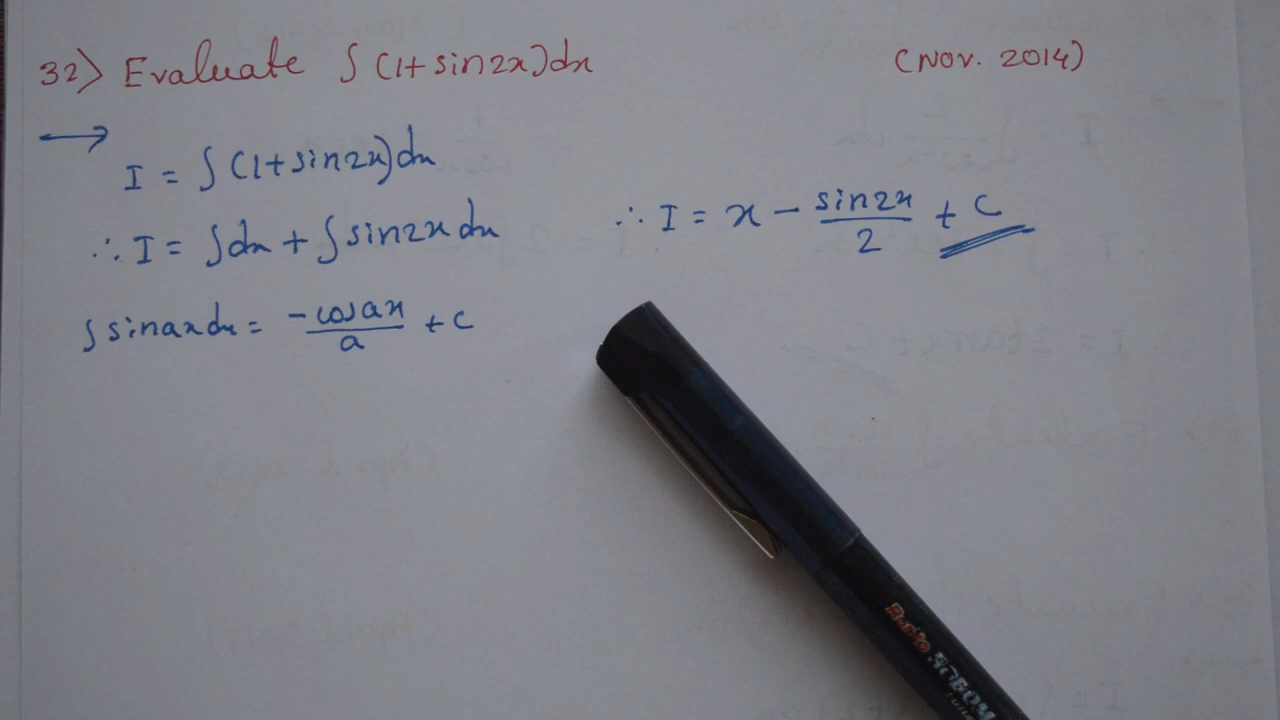 32) Evaluate ∫(1+sin2x)dx (Nov. 2014)
→
I = ∫(1+sin2x)dx
∴ I = ∫dx + ∫sin2x dx
∫sinax dx = -cosax/a + c
∴ I = x - sin2x/2 + c